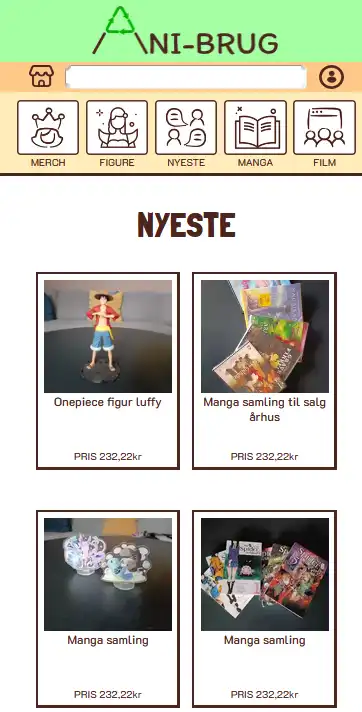 ANI-BRUG
MERCH
FIGURE
NYESTE
MANGA
FILM
NYESTE
Onepiece figur luffy
PRIS 232,22kr
Manga samling til salg
århus
PRIS 232,22kr
Manga samling
PRIS 232,22kr
Manga samling
PRIS 232,22kr